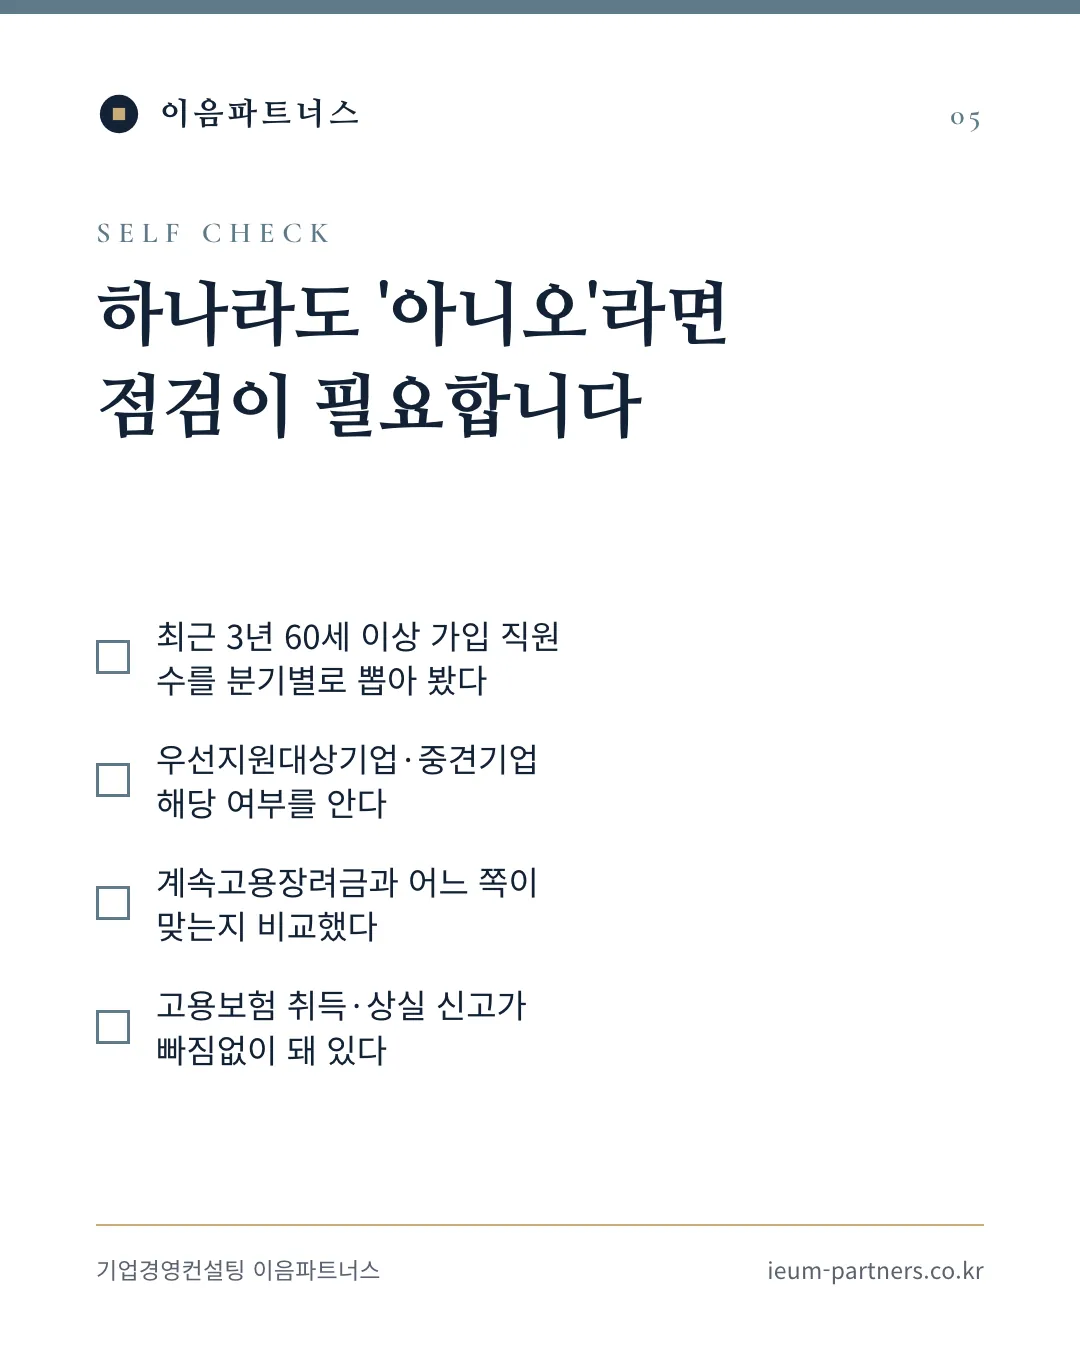 이음파트너스
05
SELF CHECK
하나라도 '아니오'라면
점검이 필요합니다
최근 3년 60세 이상 가입 직원
수를 분기별로 뽑아 봤다
우선지원대상기업·중견기업
해당 여부를 안다
계속고용장려금과 어느 쪽이
맞는지 비교했다
고용보험 취득·상실 신고가
빠짐없이 돼 있다
기업경영컨설팅 이음파트너스
ieum-partners.co.kr